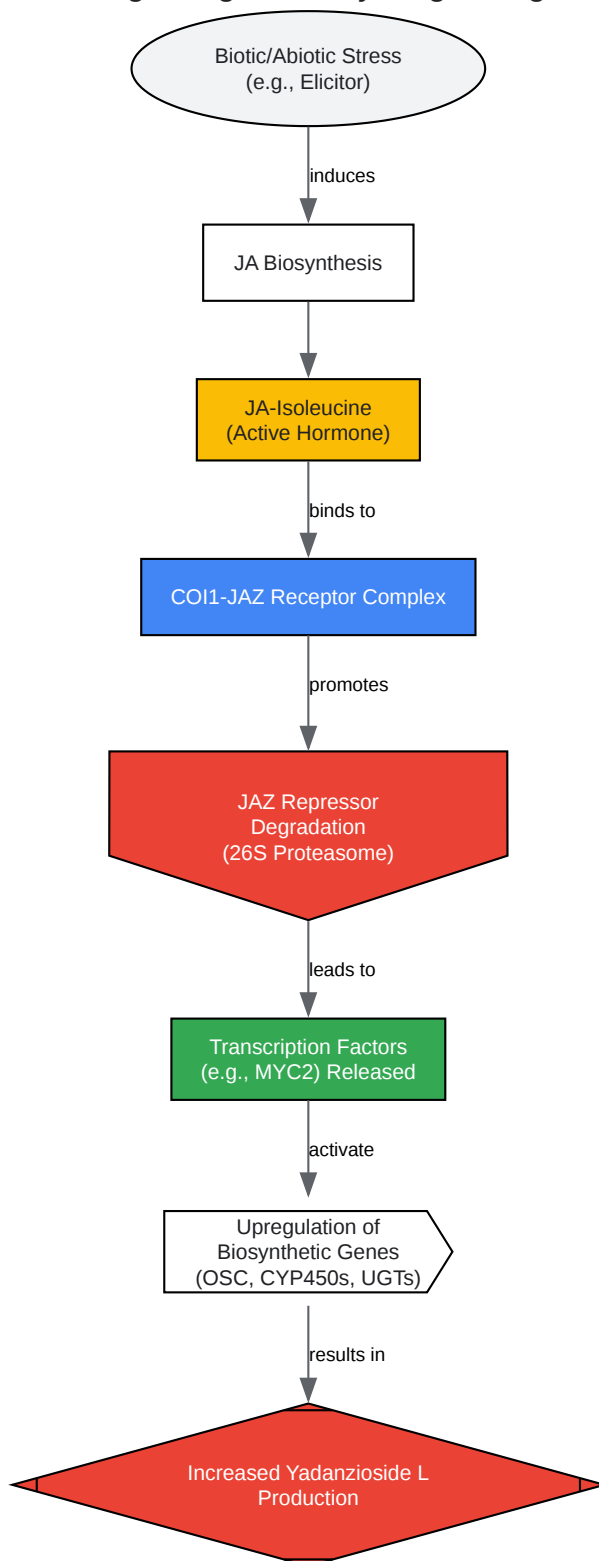 Biotic/Abiotic Stress
(e.g., Elicitor)
induces
JA Biosynthesis
JA-Isoleucine
(Active Hormone)
binds to
COI1-JAZ Receptor Complex
promotes
JAZ Repressor
Degradation
(26S Proteasome)
leads to
Transcription Factors
(e.g., MYC2) Released
activate
Upregulation of
Biosynthetic Genes
(OSC, CYP450s, UGTs)
results in
Increased Yadanzioside L
Production